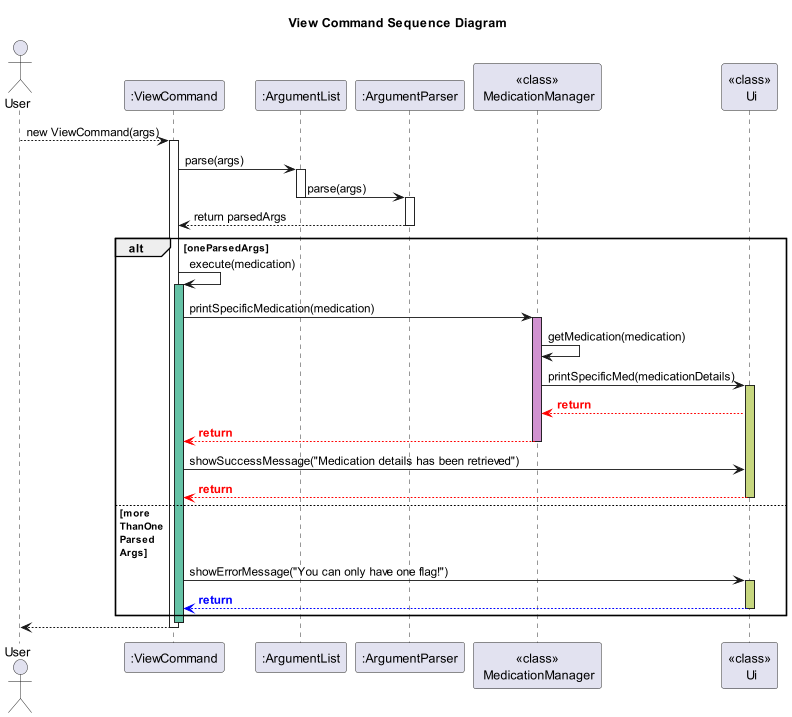 View Command Sequence Diagram
User
:ViewCommand
:ArgumentList
:ArgumentParser
«class»
MedicationManager
«class»
Ui
new ViewCommand(args)
parse(args)
parse(args)
return parsedArgs
alt
[oneParsedArgs]
execute(medication)
printSpecificMedication(medication)
getMedication(medication)
printSpecificMed(medicationDetails)
return
return
showSuccessMessage("Medication details has been retrieved")
return
[more
ThanOne
Parsed
Args]
showErrorMessage("You can only have one flag!")
return
User
:ViewCommand
:ArgumentList
:ArgumentParser
«class»
MedicationManager
«class»
Ui